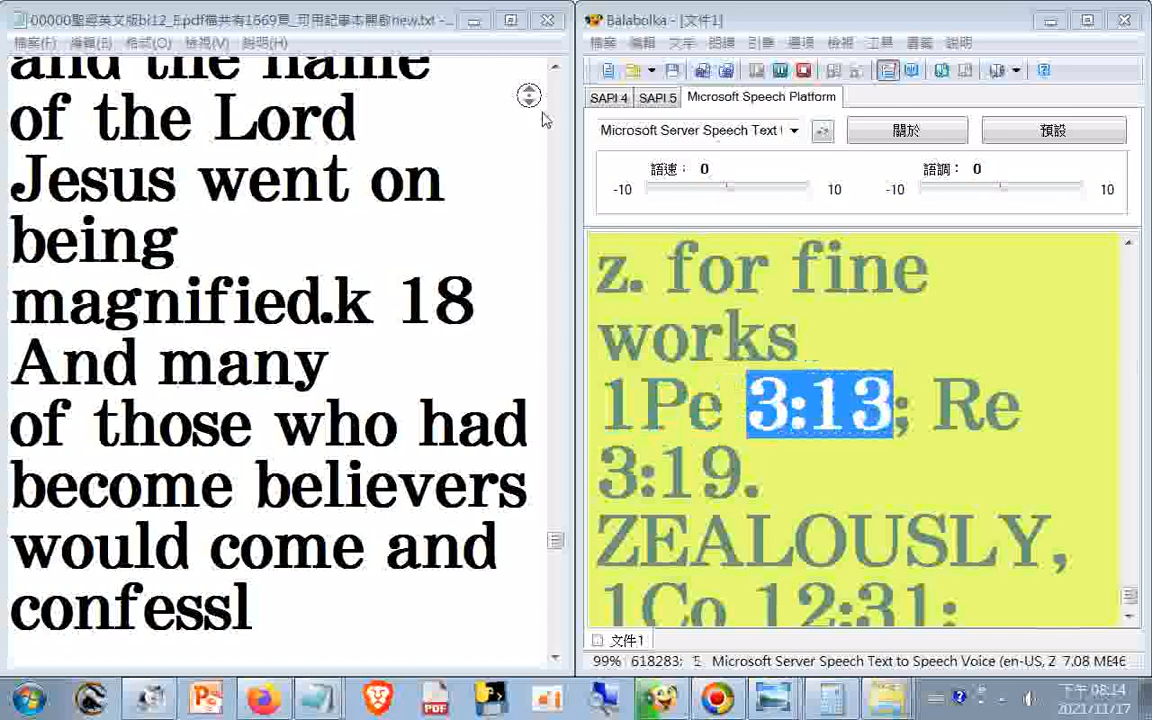 00000聖經英文版bi12_E.pdf檔共有1669頁_可用記事本開啟new.txt -...
檔案(F) 編輯(E) 格式(O) 檢視(V) 說明(H)
and the name
of the Lord
Jesus went on
being
magnified.k 18
And many
of those who had
become believers
would come and
confessl
Balabolka - [文件1]
檔案 編輯 文字 朗讀 引擎 選項 檢視 工具 書籤 說明
SAPI 4 SAPI 5 Microsoft Speech Platform
Microsoft Server Speech Text 關於 預設
語速： 0 語調： 0
-10 10 -10 10
z. for fine
works
1Pe 3:13; Re
3:19.
ZEALOUSLY,
1Co 12:31;
文件1
99% 618283: Microsoft Server Speech Text to Speech Voice (en-US, Z 7.08 ME46
下午 08:14
2021/11/17